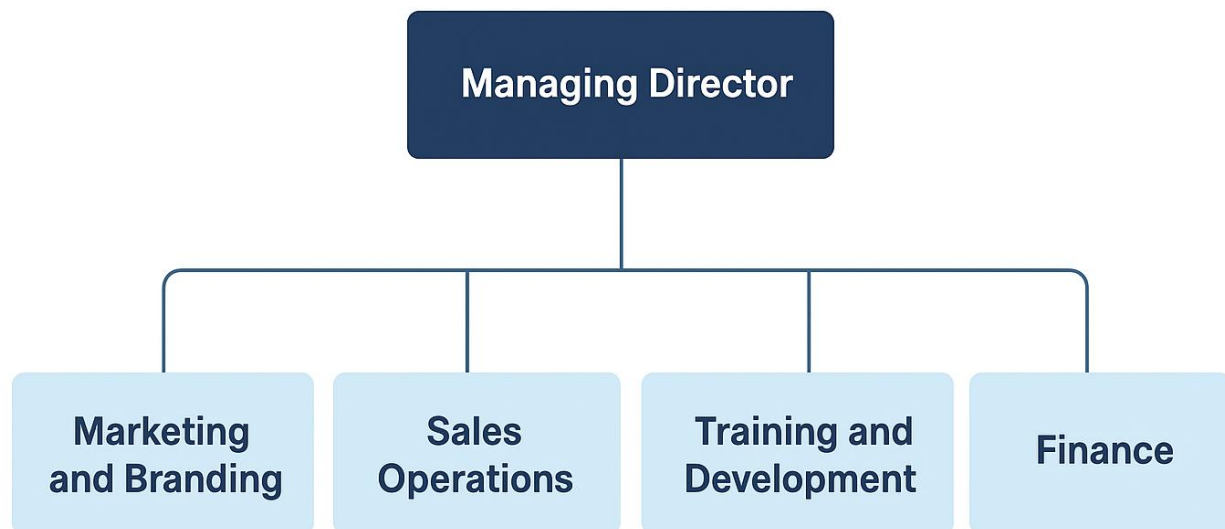 Managing Director
Marketing
and Branding
Sales
Operations
Training and
Development
Finance